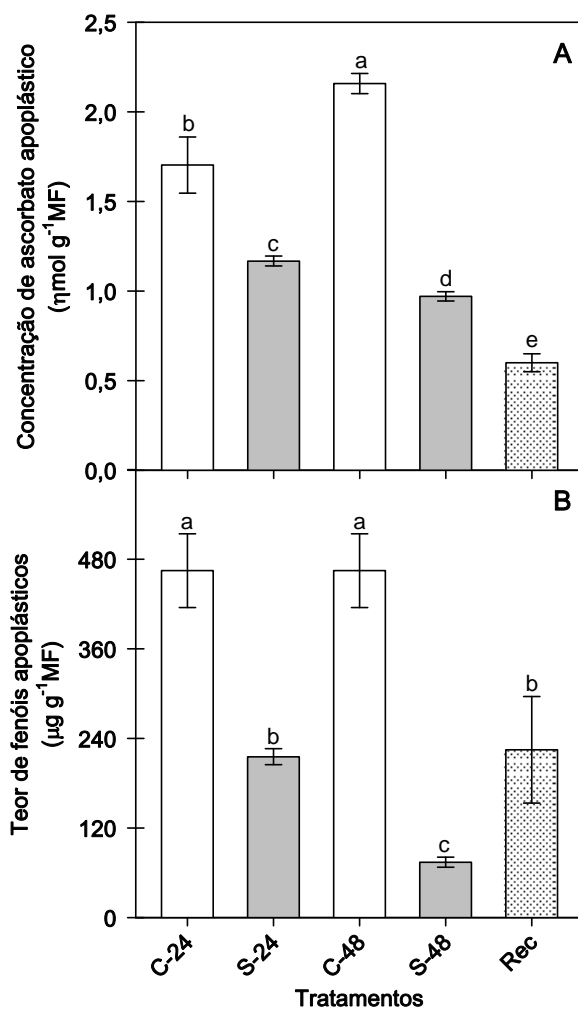 A
Concentração de ascorbato apoplástico
(ηmol g⁻¹MF)
2,5
2,0
1,5
1,0
0,5
0,0
b
c
a
d
e
B
Teor de fenóis apoplásticos
(µg g⁻¹MF)
480
360
240
120
0
a
b
a
c
b
C-24
S-24
C-48
S-48
Rec
Tratamentos